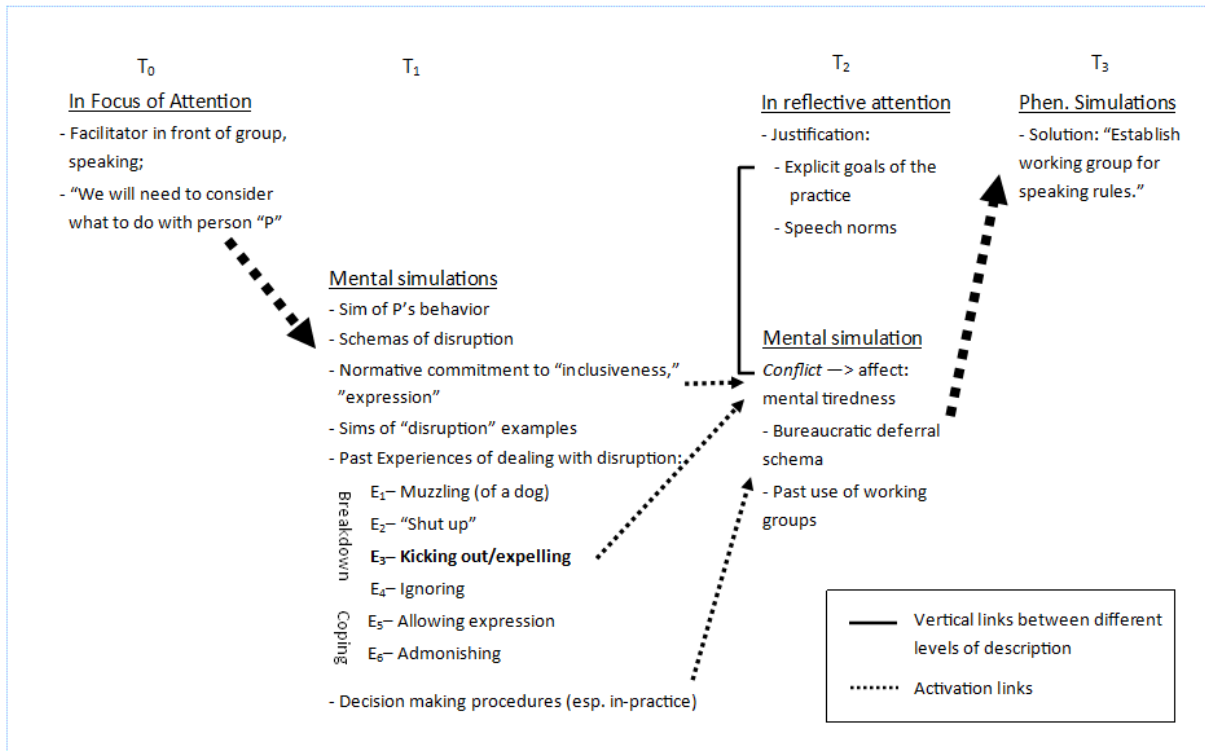 T₀
In Focus of Attention
- Facilitator in front of group,
speaking;
- “We will need to consider
what to do with person “P”
T₁
Mental simulations
- Sim of P’s behavior
- Schemas of disruption
- Normative commitment to “inclusiveness,”
”expression”
- Sims of “disruption” examples
- Past Experiences of dealing with disruption:
Breakdown
E₁– Muzzling (of a dog)
E₂– “Shut up”
E₃– Kicking out/expelling
E₄– Ignoring
Coping
E₅– Allowing expression
E₆– Admonishing
- Decision making procedures (esp. in-practice)
T₂
In reflective attention
- Justification:
- Explicit goals of the
practice
- Speech norms
Mental simulation
Conflict —> affect:
mental tiredness
- Bureaucratic deferral
schema
- Past use of working
groups
T₃
Phen. Simulations
- Solution: “Establish
working group for
speaking rules.”
Vertical links between different
levels of description
Activation links